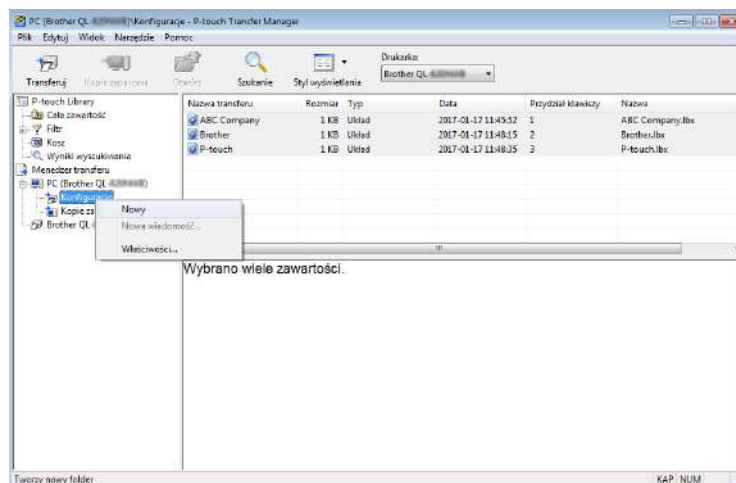 PC (Brother QL-\Konfiguracje - P-touch Transfer Manager
Plik Edytuj Widok Narzędzie Pomoc
Transferuj Kopia zapasowa Otwórz Szukanie Styl wyświetlania
Drukarka:
Brother QL-
P-touch Library
Cała zawartość
Filtr
Kosz
Wyniki wyszukiwania
Menedżer transferu
PC (Brother QL-
Konfiguracje
Kopie za
Brother QL-
Nowy
Nowa wiadomość...
Właściwości...
Nazwa transferu Rozmiar Typ Data Przydział klawiszy Nazwa
ABC Company 1 KB Układ 2017-01-17 11:45:52 1 ABC Company.lbx
Brother 1 KB Układ 2017-01-17 11:48:15 2 Brother.lbx
P-touch 1 KB Układ 2017-01-17 11:48:35 3 P-touch.lbx
Wybrano wiele zawartości.
Tworzy nowy folder
KAP NUM